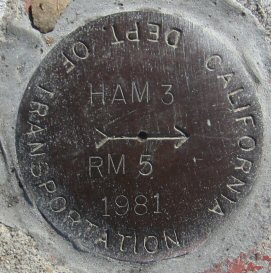 CALIFORNIA DEPT. OF TRANSPORTATION
HAM 3
RM 5
1981